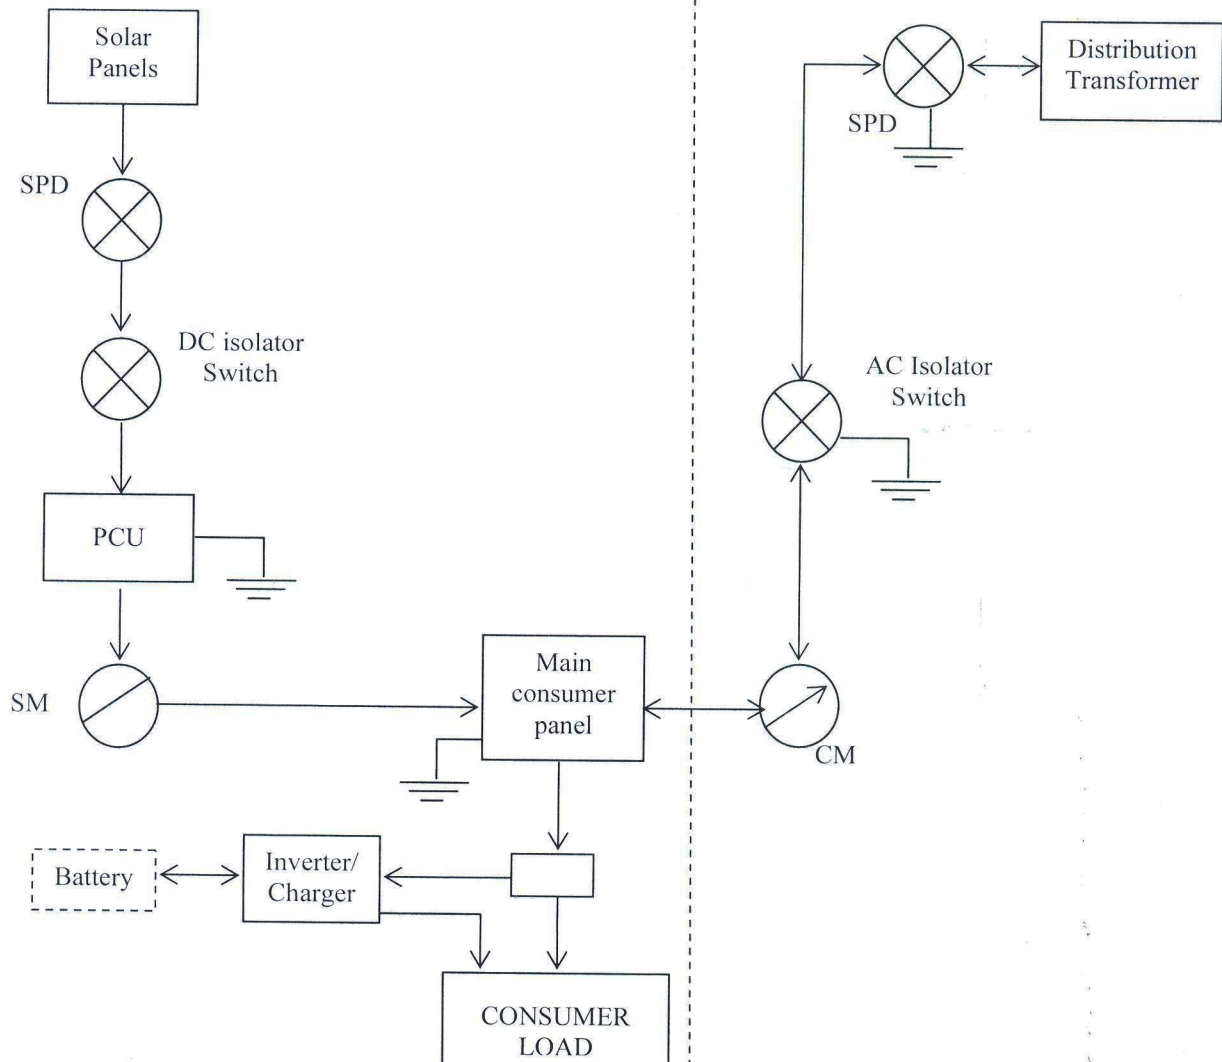 Solar
Panels
SPD
DC isolator
Switch
PCU
SM
Main
consumer
panel
Battery
Inverter/
Charger
CONSUMER
LOAD
Distribution
Transformer
SPD
AC Isolator
Switch
CM